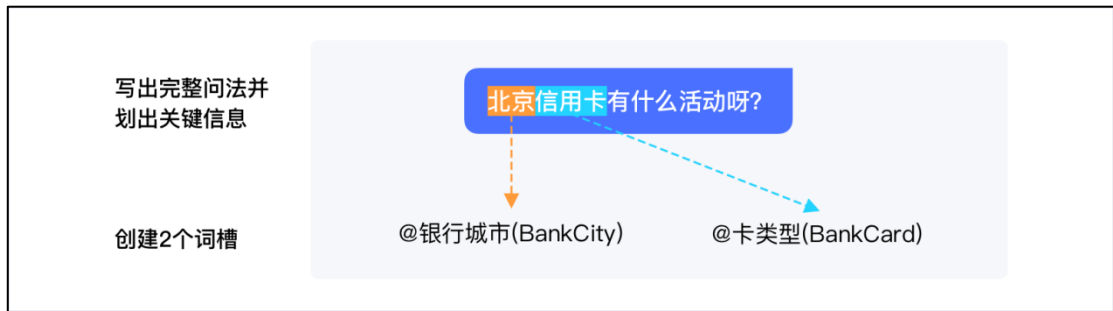 写出完整问法并
划出关键信息
北京信用卡有什么活动呀?
创建2个词槽
@银行城市(BankCity)
@卡类型(BankCard)